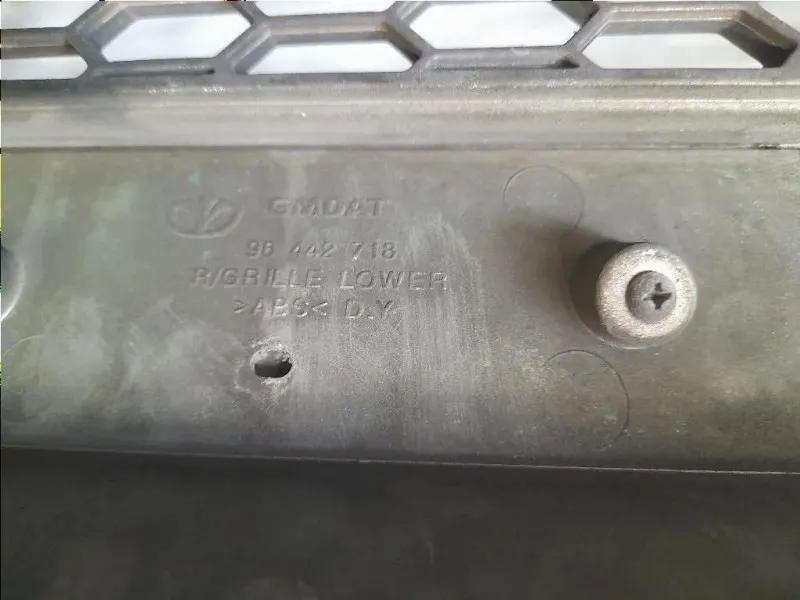 GMDAT
96 442 718
R/GRILLE LOWER
>ABS< D.Y